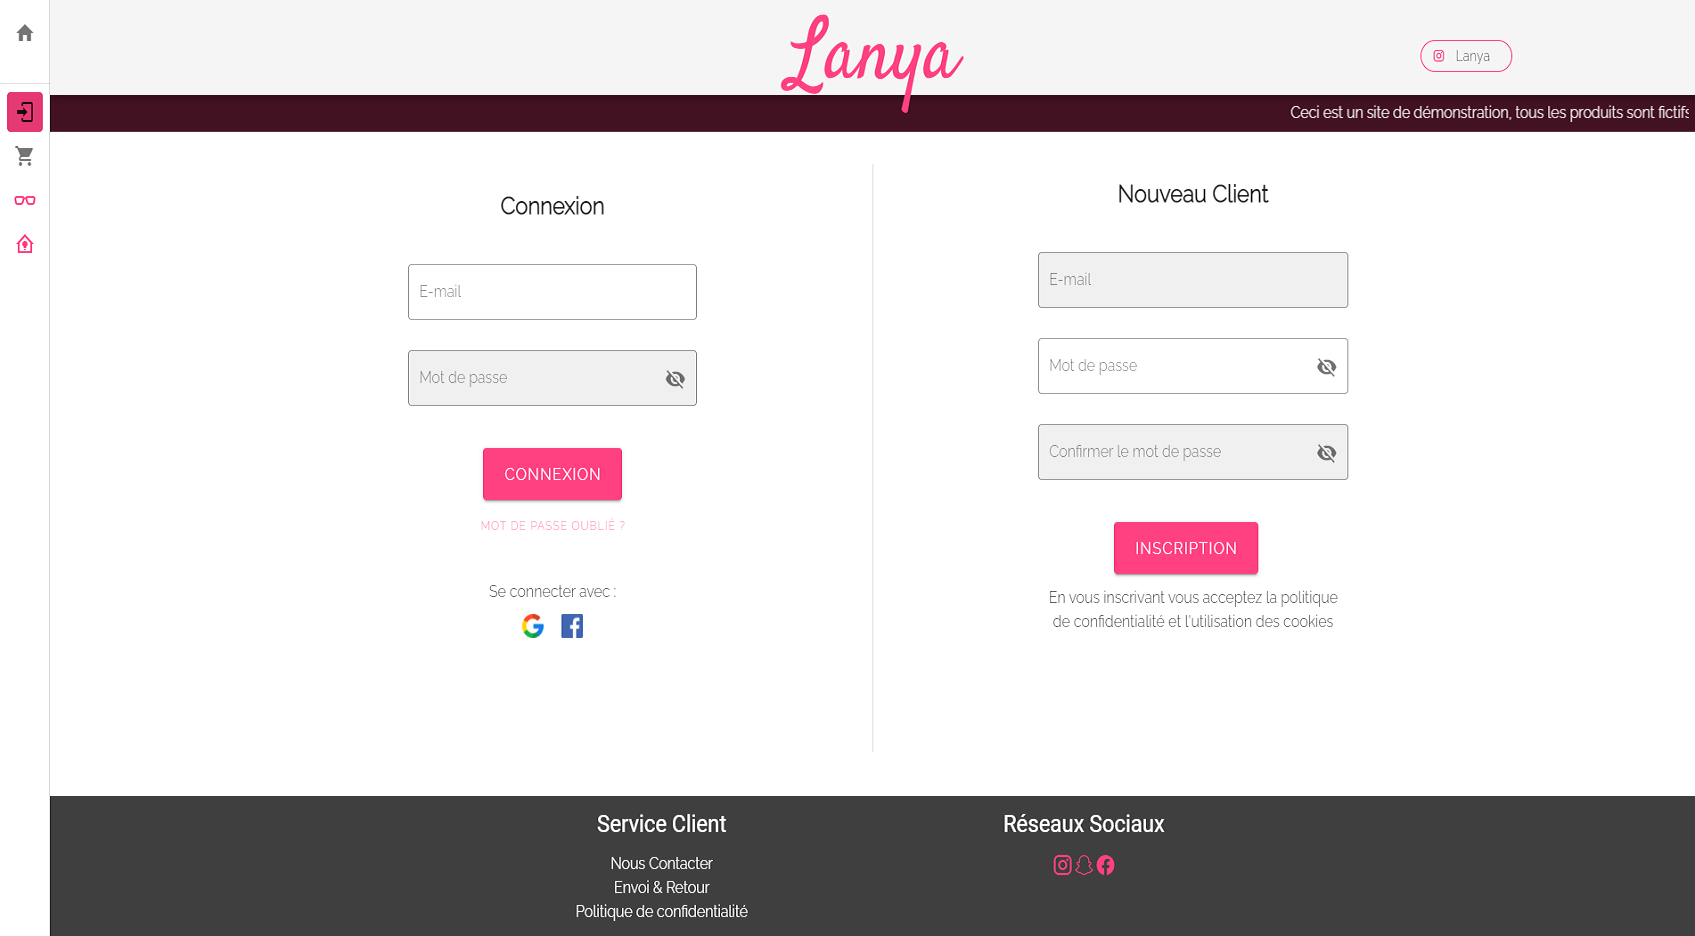 Lanya
Lanya
Ceci est un site de démonstration, tous les produits sont fictifs
Connexion
E-mail
Mot de passe
CONNEXION
MOT DE PASSE OUBLIÉ ?
Se connecter avec :
Nouveau Client
E-mail
Mot de passe
Confirmer le mot de passe
INSCRIPTION
En vous inscrivant vous acceptez la politique
de confidentialité et l'utilisation des cookies
Service Client
Nous Contacter
Envoi & Retour
Politique de confidentialité
Réseaux Sociaux